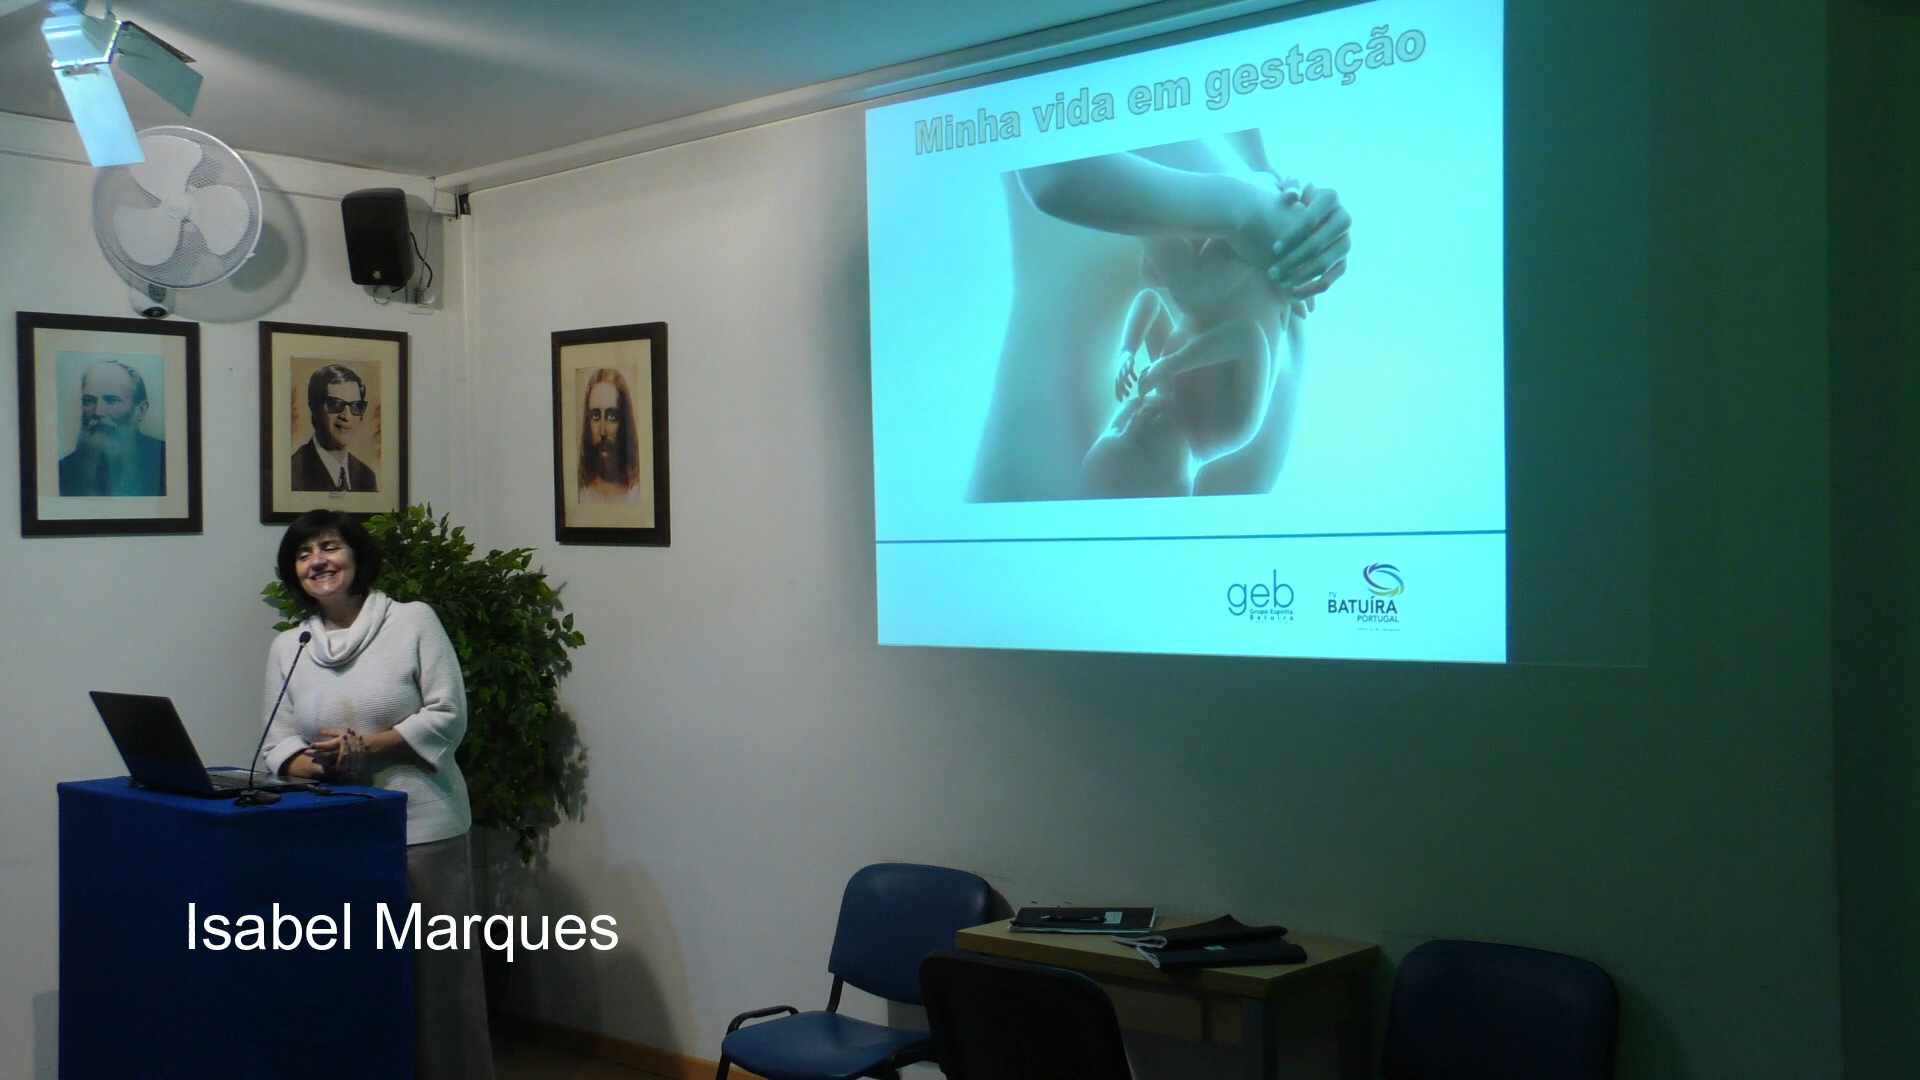 Minha vida em gestação
geb
Grupo Espírita
Batuíra
TV
BATUÍRA
PORTUGAL
Isabel Marques